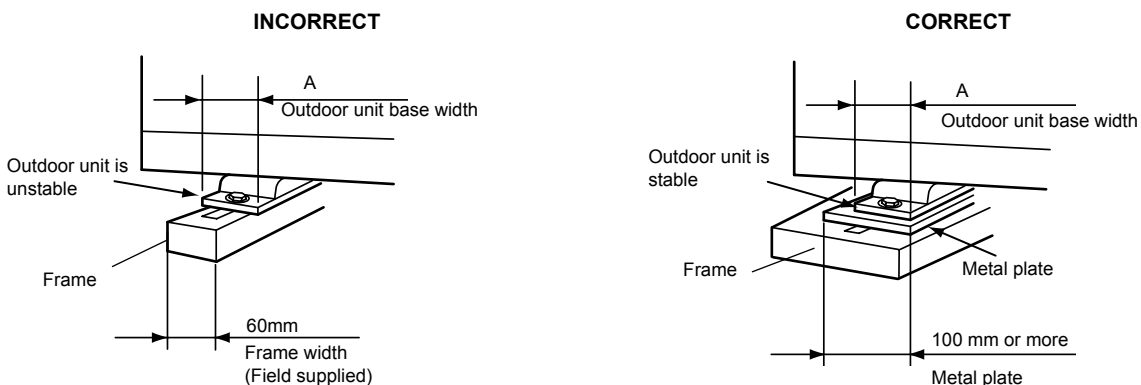 INCORRECT
A
Outdoor unit base width
Outdoor unit is
unstable
Frame
60mm
Frame width
(Field supplied)
CORRECT
A
Outdoor unit base width
Outdoor unit is
stable
Frame
Metal plate
100 mm or more
Metal plate